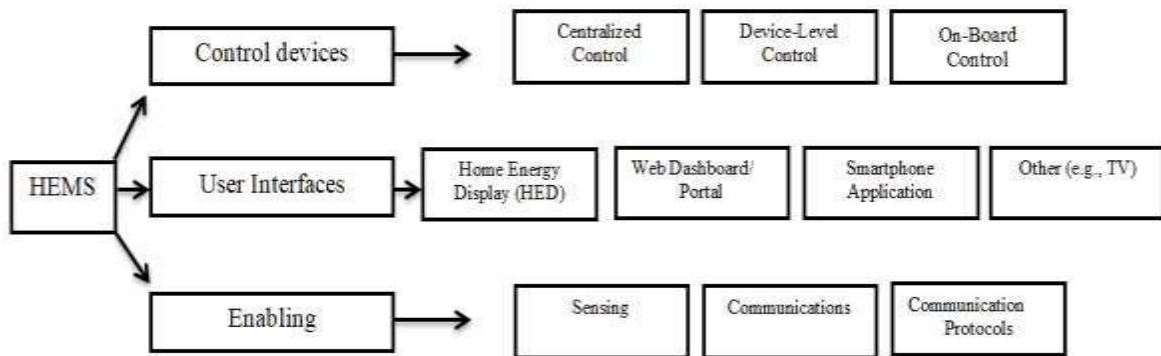 Control devices
Centralized
Control
Device-Level
Control
On-Board
Control
HEMS
User Interfaces
Home Energy
Display (HED)
Web Dashboard/
Portal
Smartphone
Application
Other (e.g., TV)
Enabling
Sensing
Communications
Communication
Protocols